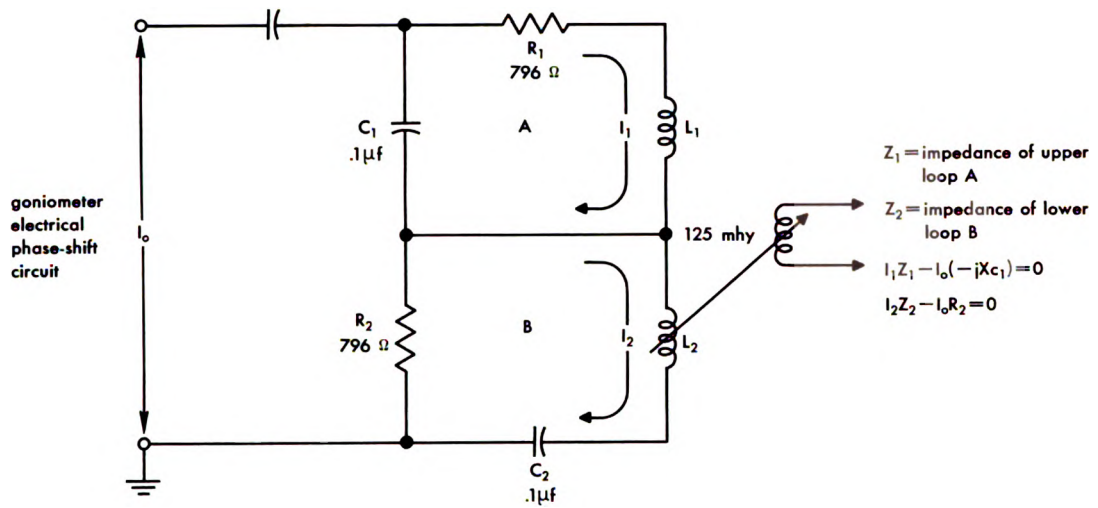 R₁
796 Ω
C₁
.1μf
A
I₁
L₁
goniometer
electrical
phase-shift
circuit
Iₒ
125 mhy
R₂
796 Ω
B
I₂
L₂
C₂
.1μf
Z₁=impedance of upper
loop A
Z₂=impedance of lower
loop B
I₁Z₁−Iₒ(−jXc₁)=0
I₂Z₂−IₒR₂=0